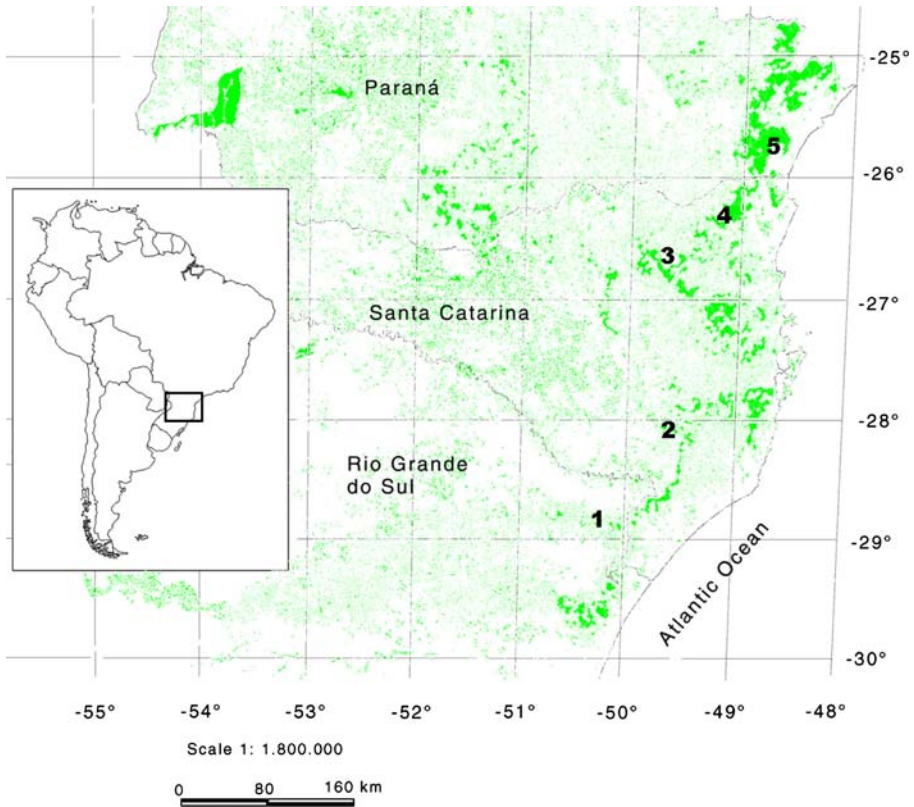 -25°
Paraná
5
-26°
4
3
Santa Catarina
-27°
2
-28°
Rio Grande
do Sul
1
-29°
Atlantic Ocean
-30°
-55° -54° -53° -52° -51° -50° -49° -48°
Scale 1: 1.800.000
0 80 160 km